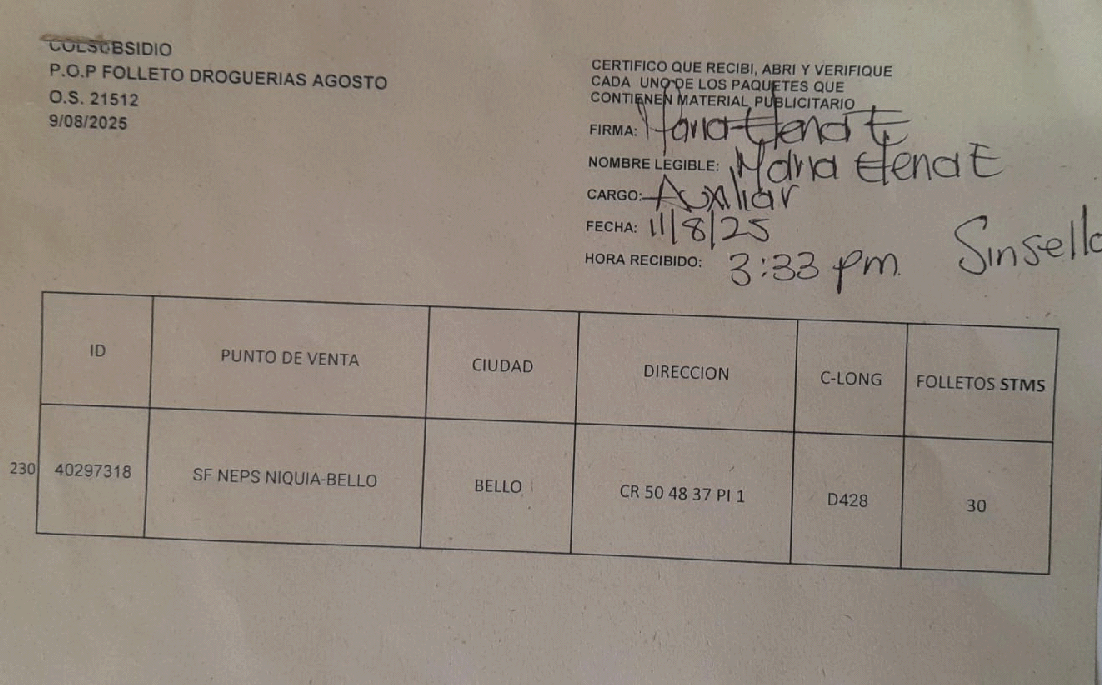 COLSUBSIDIO
P.O.P FOLLETO DROGUERIAS AGOSTO
O.S. 21512
9/08/2025
CERTIFICO QUE RECIBI, ABRI Y VERIFIQUE
CADA UNO DE LOS PAQUETES QUE
CONTIENEN MATERIAL PUBLICITARIO
FIRMA: Maria Elena E
NOMBRE LEGIBLE: Maria Elena E
CARGO: Auxiliar
FECHA: 11/8/25
HORA RECIBIDO: 3:33 pm. Sin sello
ID PUNTO DE VENTA CIUDAD DIRECCION C-LONG FOLLETOS STMS
230 40297318 SF NEPS NIQUIA-BELLO BELLO CR 50 48 37 PI 1 D428 30